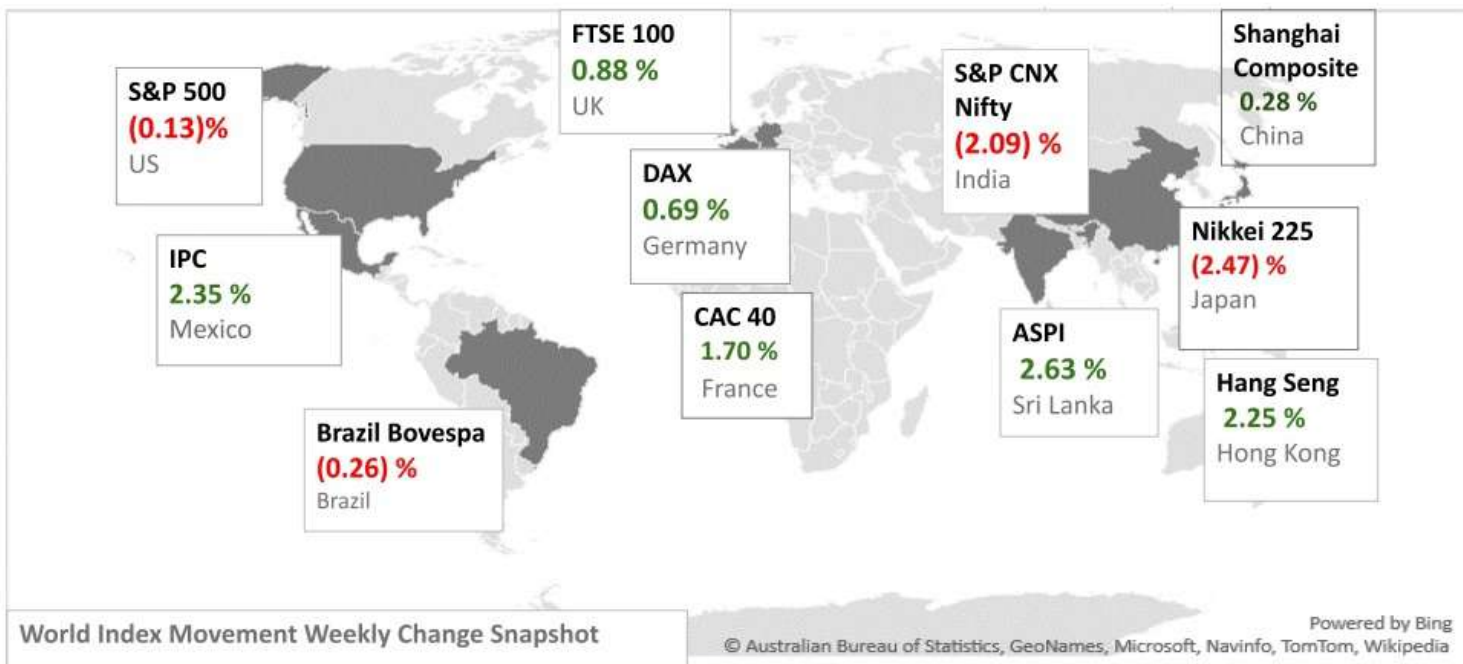 S&P 500
(0.13)%
US
FTSE 100
0.88 %
UK
S&P CNX
Nifty
(2.09) %
India
Shanghai
Composite
0.28 %
China
DAX
0.69 %
Germany
Nikkei 225
(2.47) %
Japan
IPC
2.35 %
Mexico
CAC 40
1.70 %
France
ASPI
2.63 %
Sri Lanka
Hang Seng
2.25 %
Hong Kong
Brazil Bovespa
(0.26) %
Brazil
World Index Movement Weekly Change Snapshot
Powered by Bing
© Australian Bureau of Statistics, GeoNames, Microsoft, Navinfo, TomTom, Wikipedia